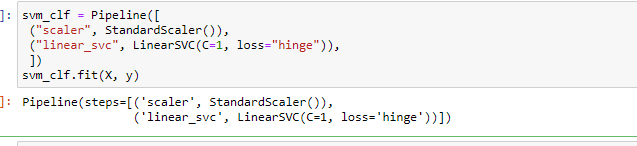 ]: svm_clf = Pipeline([
("scaler", StandardScaler()),
("linear_svc", LinearSVC(C=1, loss="hinge")),
])
svm_clf.fit(X, y)
]: Pipeline(steps=[('scaler', StandardScaler()),
('linear_svc', LinearSVC(C=1, loss='hinge'))])